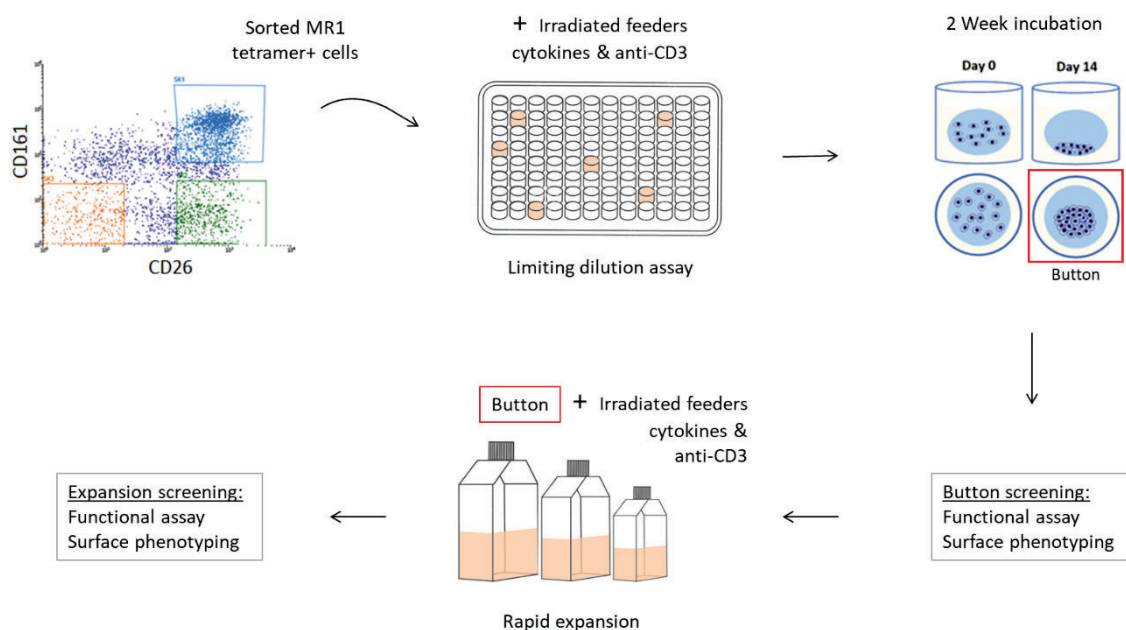 Sorted MR1
tetramer+ cells
+ Irradiated feeders
cytokines & anti-CD3
2 Week incubation
Day 0
Day 14
CD161
CD26
Limiting dilution assay
Button
Button + Irradiated feeders
cytokines &
anti-CD3
Expansion screening:
Functional assay
Surface phenotyping
Button screening:
Functional assay
Surface phenotyping
Rapid expansion